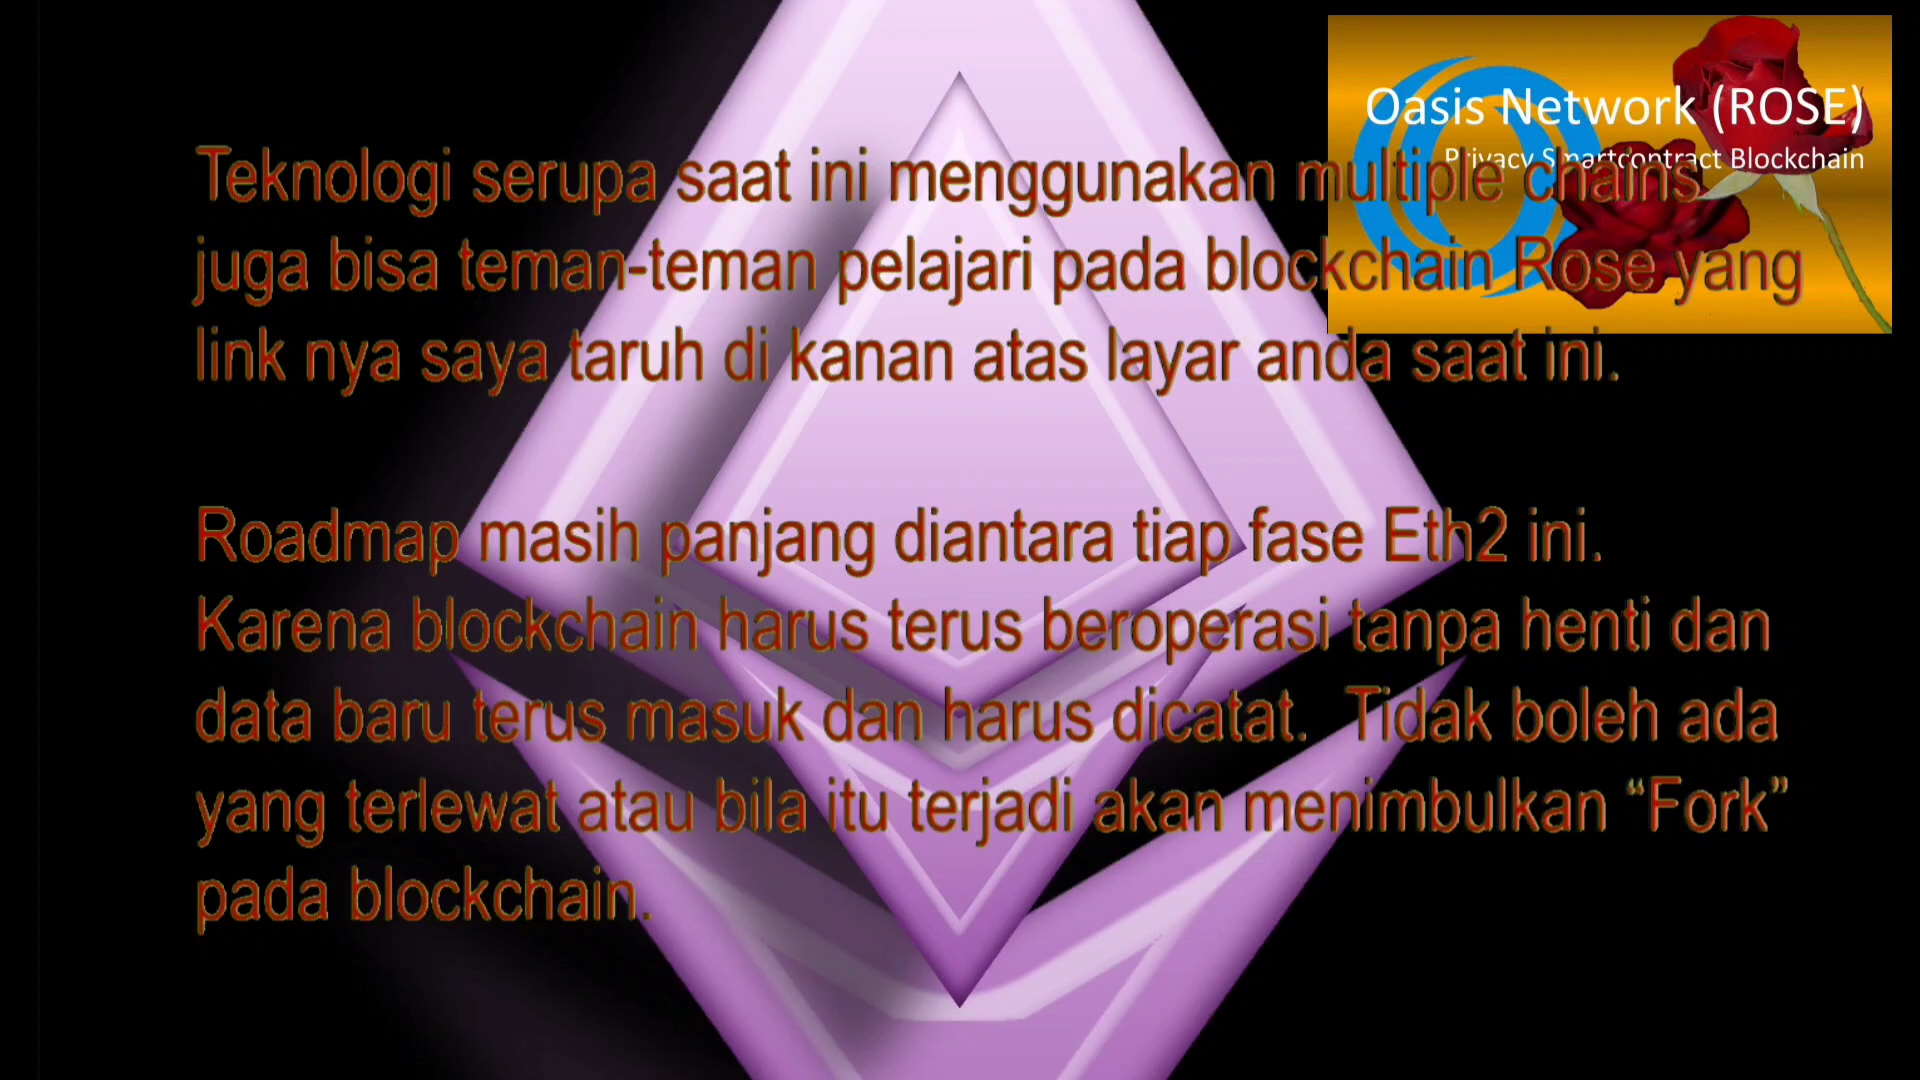 Oasis Network (ROSE)
Privacy Smartcontract Blockchain
Teknologi serupa saat ini menggunakan multiple chains
juga bisa teman-teman pelajari pada blockchain Rose yang
link nya saya taruh di kanan atas layar anda saat ini.
Roadmap masih panjang diantara tiap fase Eth2 ini.
Karena blockchain harus terus beroperasi tanpa henti dan
data baru terus masuk dan harus dicatat. Tidak boleh ada
yang terlewat atau bila itu terjadi akan menimbulkan “Fork”
pada blockchain.